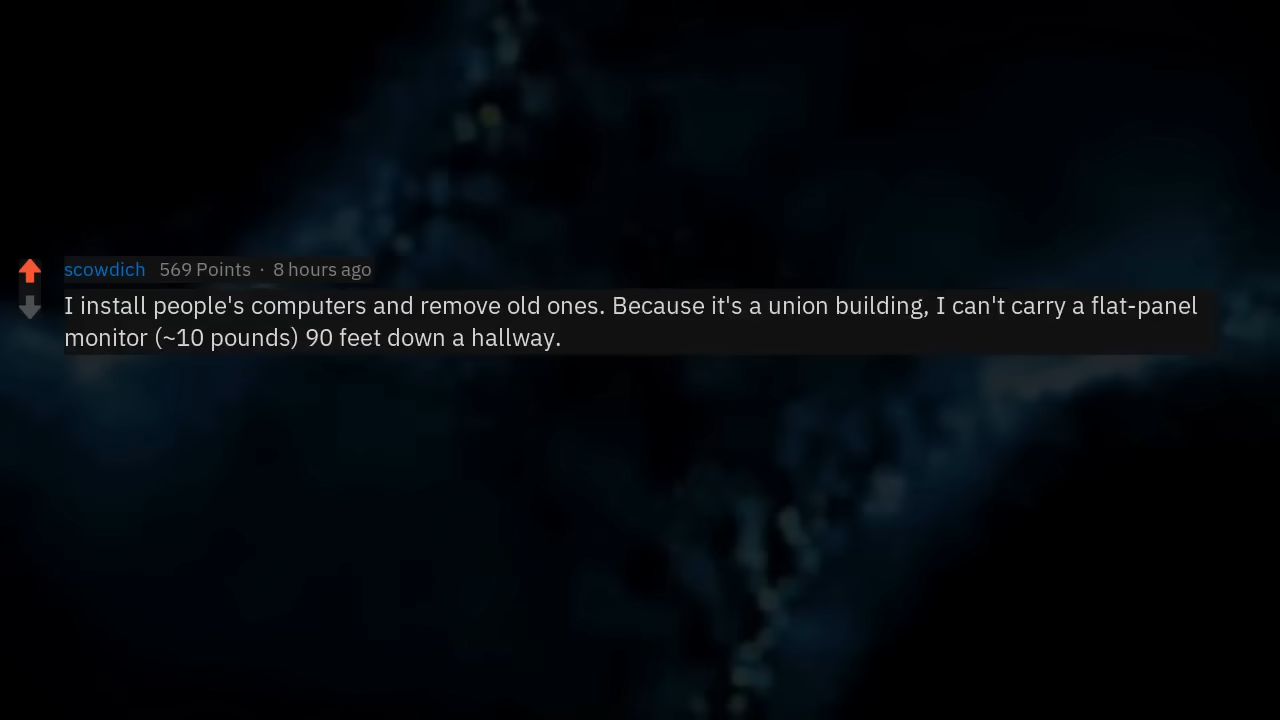 scowdich 569 Points · 8 hours ago
I install people's computers and remove old ones. Because it's a union building, I can't carry a flat-panel
monitor (~10 pounds) 90 feet down a hallway.